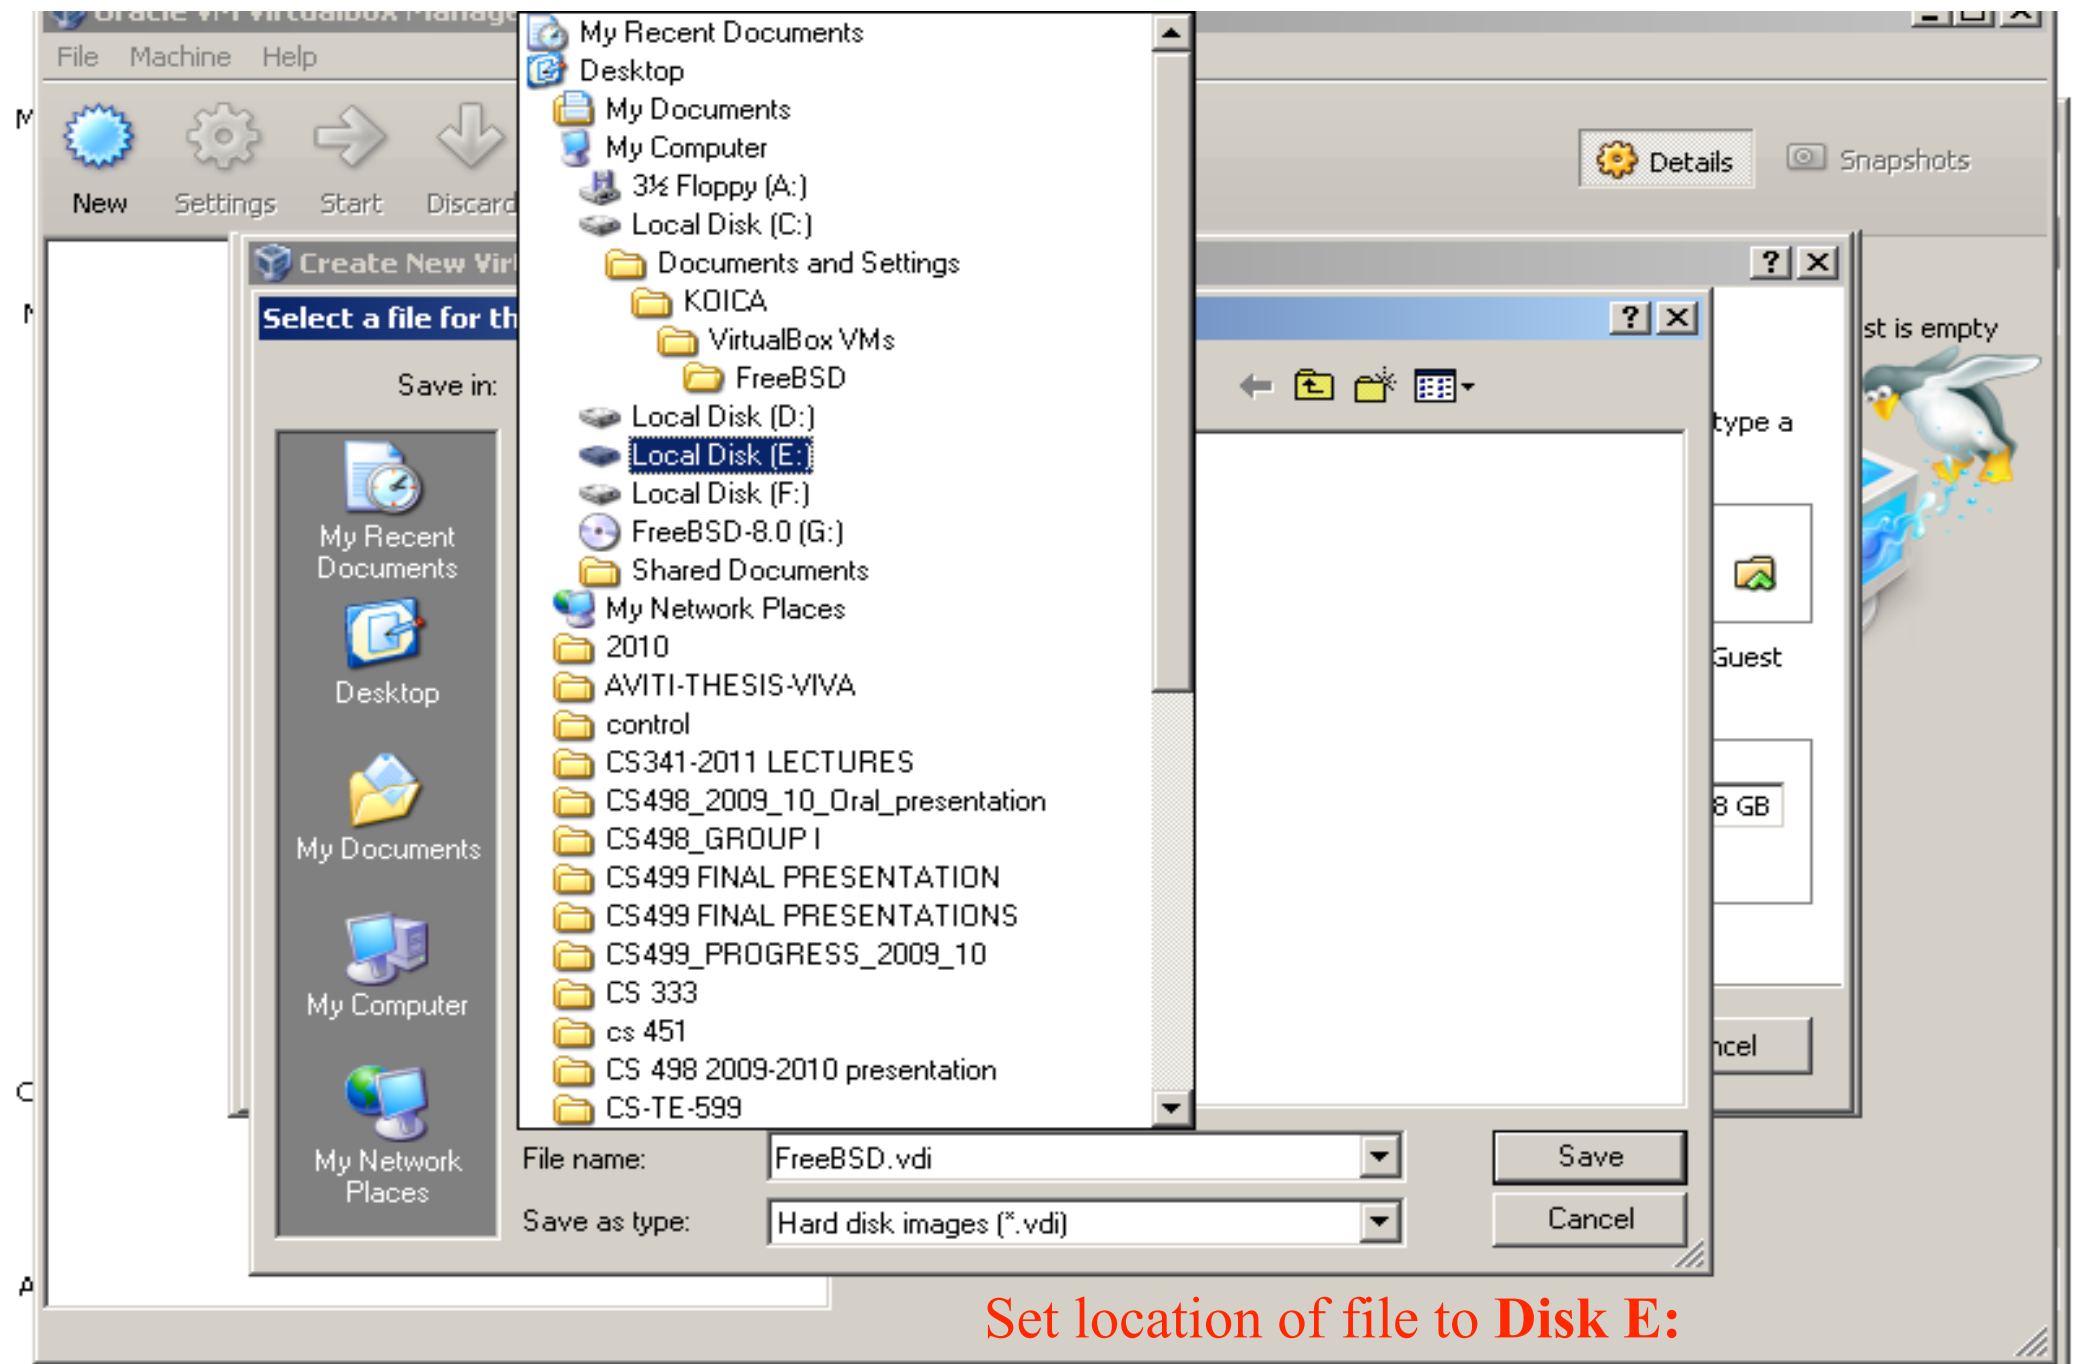 Oracle VM VirtualBox Manage
File Machine Help
New Settings Start Discard
Details Snapshots
Create New Vir
Select a file for th
st is empty
Save in:
type a
My Recent Documents
Desktop
My Documents
My Computer
3½ Floppy (A:)
Local Disk (C:)
Documents and Settings
KOICA
VirtualBox VMs
FreeBSD
Local Disk (D:)
Local Disk (E:)
Local Disk (F:)
FreeBSD-8.0 (G:)
Shared Documents
My Network Places
2010
AVITI-THESIS-VIVA
control
CS341-2011 LECTURES
CS498_2009_10_Oral_presentation
CS498_GROUP I
CS499 FINAL PRESENTATION
CS499 FINAL PRESENTATIONS
CS499_PROGRESS_2009_10
CS 333
cs 451
CS 498 2009-2010 presentation
CS-TE-599
My Recent
Documents
Desktop
My Documents
My Computer
My Network
Places
Guest
8 GB
ncel
File name: FreeBSD.vdi Save
Save as type: Hard disk images (*.vdi) Cancel
Set location of file to Disk E: